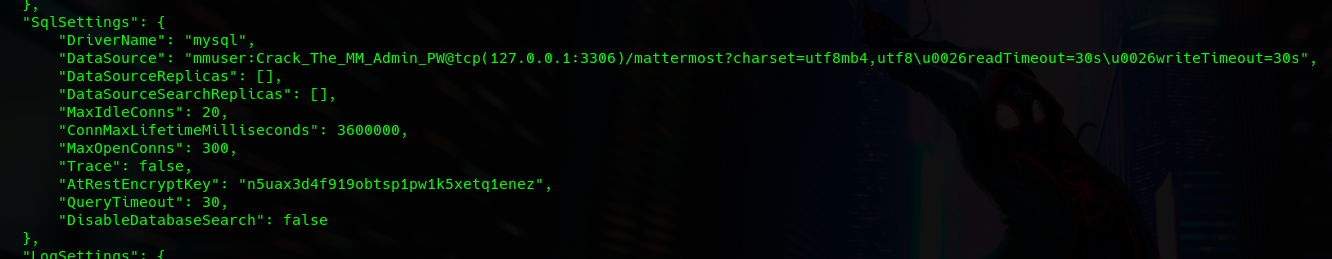 },
"SqlSettings": {
"DriverName": "mysql",
"DataSource": "mmuser:Crack_The_MM_Admin_PW@tcp(127.0.0.1:3306)/mattermost?charset=utf8mb4,utf8\u0026readTimeout=30s\u0026writeTimeout=30s",
"DataSourceReplicas": [],
"DataSourceSearchReplicas": [],
"MaxIdleConns": 20,
"ConnMaxLifetimeMilliseconds": 3600000,
"MaxOpenConns": 300,
"Trace": false,
"AtRestEncryptKey": "n5uax3d4f919obtsp1pw1k5xetq1enez",
"QueryTimeout": 30,
"DisableDatabaseSearch": false
},
"LogSettings": {